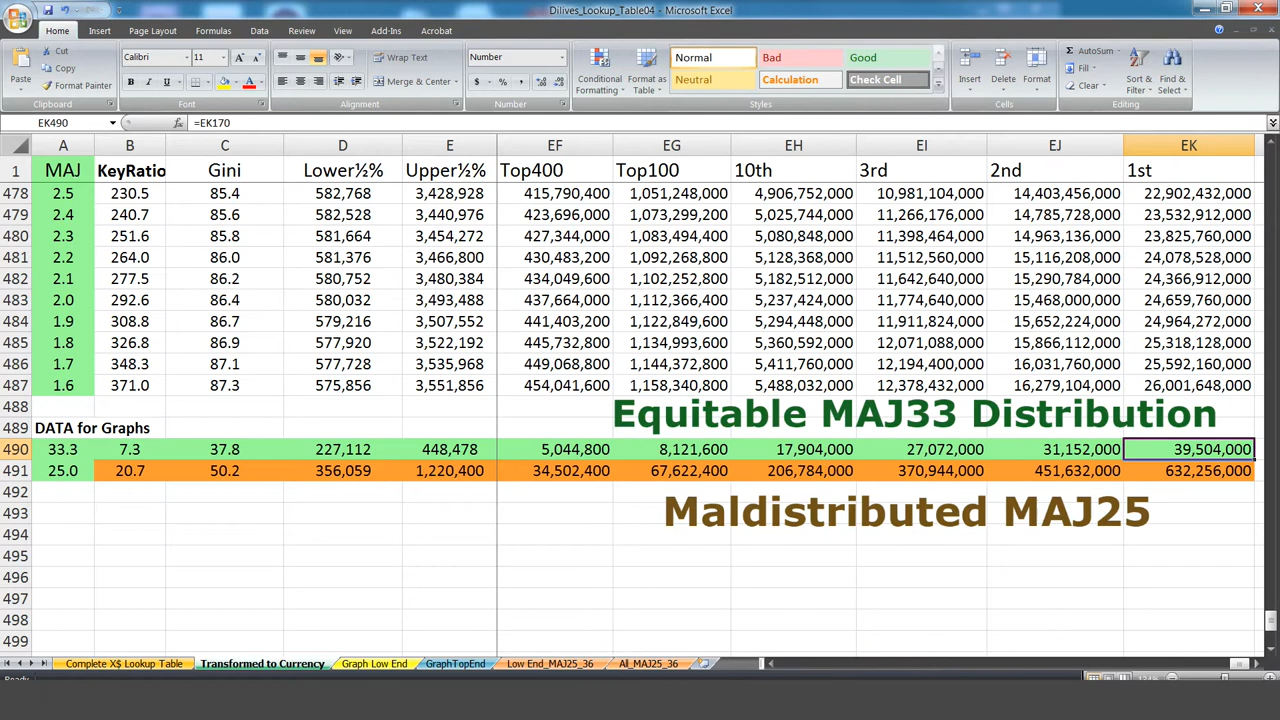 Dilives_Lookup_Table04 - Microsoft Excel
Home Insert Page Layout Formulas Data Review View Add-Ins Acrobat
Paste Cut Copy Format Painter Clipboard
Calibri 11 B I U A A A Font
Wrap Text Merge & Center Alignment
Number $ % , Number
Conditional Formatting Format as Table Normal Bad Good Neutral Calculation Check Cell Styles
Insert Delete Format Cells
Σ AutoSum Fill Clear Sort & Filter Find & Select Editing
EK490 fx =EK170
A B C D E EF EG EH EI EJ EK
1 MAJ KeyRatio Gini Lower½% Upper½% Top400 Top100 10th 3rd 2nd 1st
478 2.5 230.5 85.4 582,768 3,428,928 415,790,400 1,051,248,000 4,906,752,000 10,981,104,000 14,403,456,000 22,902,432,000
479 2.4 240.7 85.6 582,528 3,440,976 423,696,000 1,073,299,200 5,025,744,000 11,266,176,000 14,785,728,000 23,532,912,000
480 2.3 251.6 85.8 581,664 3,454,272 427,344,000 1,083,494,400 5,080,848,000 11,398,464,000 14,963,136,000 23,825,760,000
481 2.2 264.0 86.0 581,376 3,466,800 430,483,200 1,092,268,800 5,128,368,000 11,512,560,000 15,116,208,000 24,078,528,000
482 2.1 277.5 86.2 580,752 3,480,384 434,049,600 1,102,252,800 5,182,512,000 11,642,640,000 15,290,784,000 24,366,912,000
483 2.0 292.6 86.4 580,032 3,493,488 437,664,000 1,112,366,400 5,237,424,000 11,774,640,000 15,468,000,000 24,659,760,000
484 1.9 308.8 86.7 579,216 3,507,552 441,403,200 1,122,849,600 5,294,448,000 11,911,824,000 15,652,224,000 24,964,272,000
485 1.8 326.8 86.9 577,920 3,522,192 445,732,800 1,134,993,600 5,360,592,000 12,071,088,000 15,866,112,000 25,318,128,000
486 1.7 348.3 87.1 577,728 3,535,968 449,068,800 1,144,372,800 5,411,760,000 12,194,400,000 16,031,760,000 25,592,160,000
487 1.6 371.0 87.3 575,856 3,551,856 454,041,600 1,158,340,800 5,488,032,000 12,378,432,000 16,279,104,000 26,001,648,000
488 Equitable MAJ33 Distribution
489 DATA for Graphs
490 33.3 7.3 37.8 227,112 448,478 5,044,800 8,121,600 17,904,000 27,072,000 31,152,000 39,504,000
491 25.0 20.7 50.2 356,059 1,220,400 34,502,400 67,622,400 206,784,000 370,944,000 451,632,000 632,256,000
492
493 Maldistributed MAJ25
494
495
496
497
498
499
Complete X$ Lookup Table Transformed to Currency Graph Low End GraphTopEnd Low End_MAJ25_36 All_MAJ25_36
Ready 134%